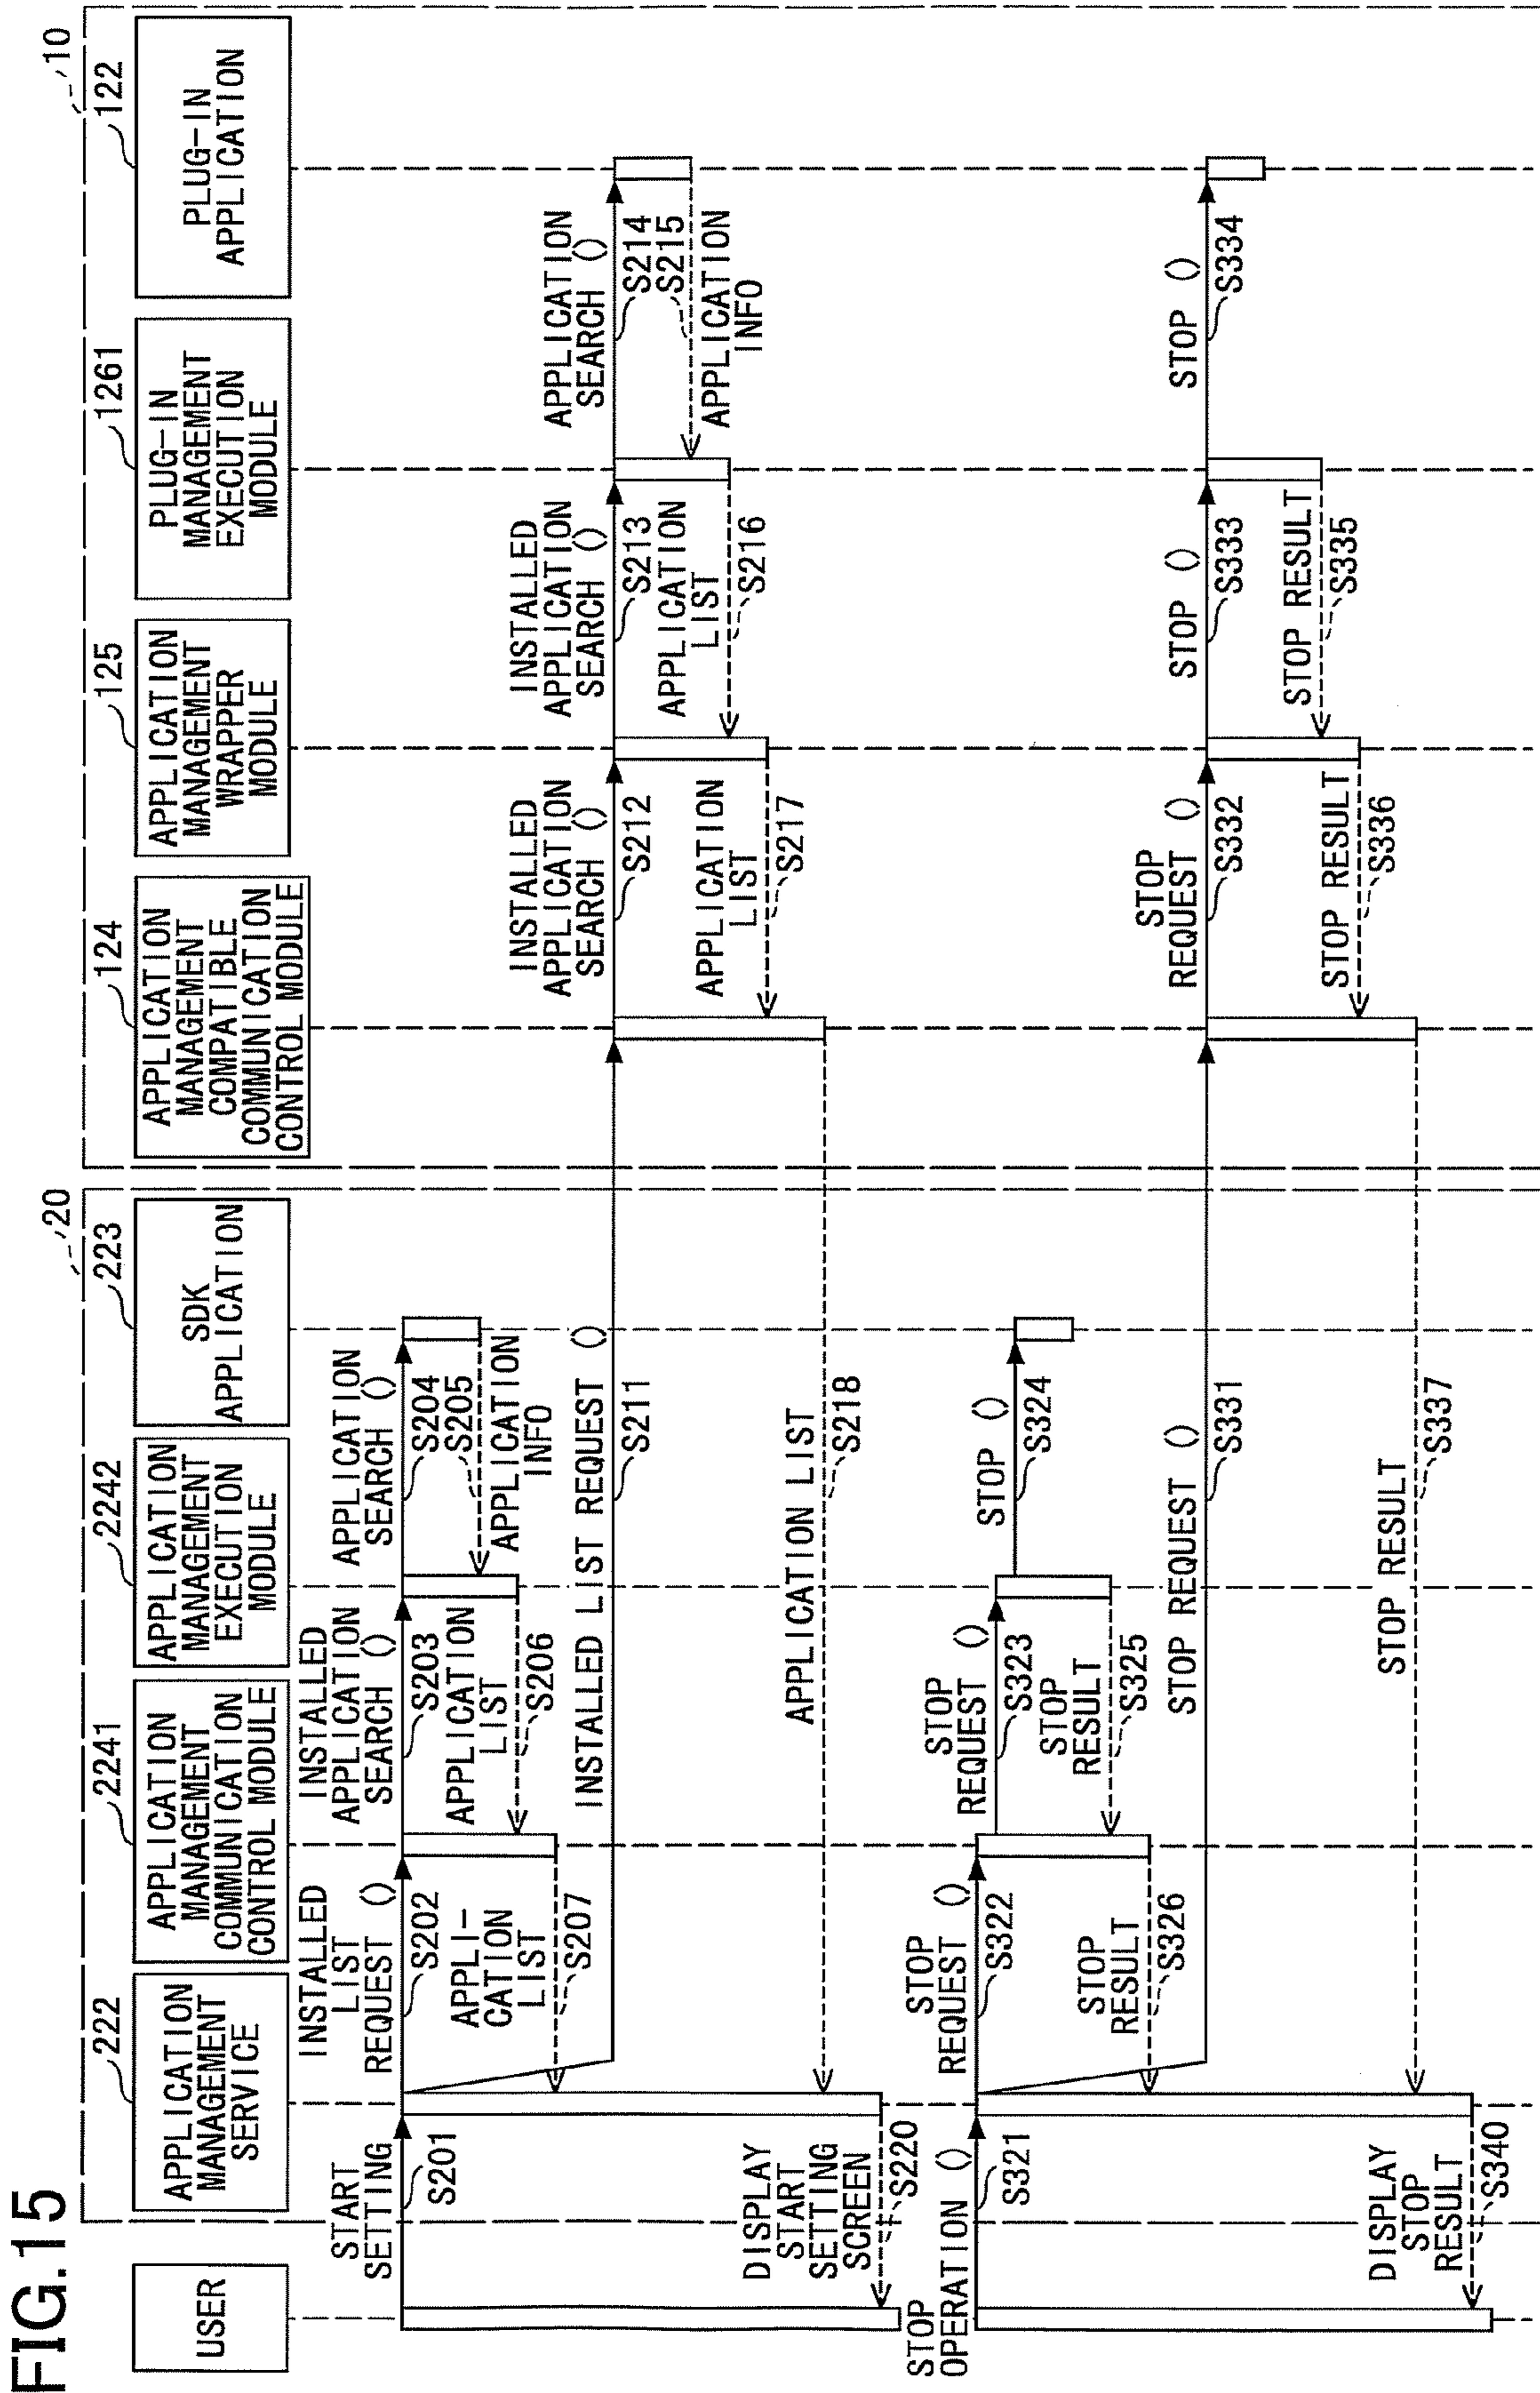 FIG.15
20
10
USER
222
APPLICATION
MANAGEMENT
SERVICE
2241
APPLICATION
MANAGEMENT
COMMUNICATION
CONTROL MODULE
2242
APPLICATION
MANAGEMENT
EXECUTION
MODULE
223
SDK
APPLICATION
124
APPLICATION
MANAGEMENT
COMPATIBLE
COMMUNICATION
CONTROL MODULE
125
APPLICATION
MANAGEMENT
WRAPPER
MODULE
1261
PLUG-IN
MANAGEMENT
EXECUTION
MODULE
122
PLUG-IN
APPLICATION
START
SETTING
S201
INSTALLED
LIST
REQUEST ()
S202
INSTALLED
APPLICATION
SEARCH ()
S203
APPLICATION
SEARCH ()
S204
S205
APPLICATION
INFO
APPLICATION
LIST
S206
APPLI-
CATION
LIST
S207
INSTALLED LIST REQUEST ()
S211
INSTALLED
APPLICATION
SEARCH ()
S212
INSTALLED
APPLICATION
SEARCH ()
S213
APPLICATION
SEARCH ()
S214
S215
APPLICATION
INFO
APPLICATION
LIST
S216
APPLICATION
LIST
S217
APPLICATION LIST
S218
DISPLAY
START
SETTING
SCREEN
S220
STOP
OPERATION ()
S321
STOP
REQUEST ()
S322
STOP
REQUEST ()
S323
STOP ()
S324
STOP
RESULT
S325
STOP
RESULT
S326
STOP REQUEST ()
S331
STOP
REQUEST ()
S332
STOP ()
S333
STOP ()
S334
STOP RESULT
S335
STOP RESULT
S336
STOP RESULT
S337
DISPLAY
STOP
RESULT
S340